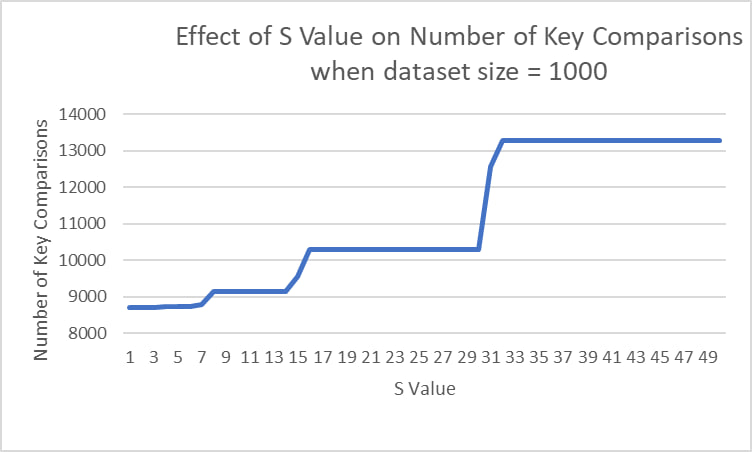 Effect of S Value on Number of Key Comparisons
when dataset size = 1000
Number of Key Comparisons
14000
13000
12000
11000
10000
9000
8000
1 3 5 7 9 11 13 15 17 19 21 23 25 27 29 31 33 35 37 39 41 43 45 47 49
S Value